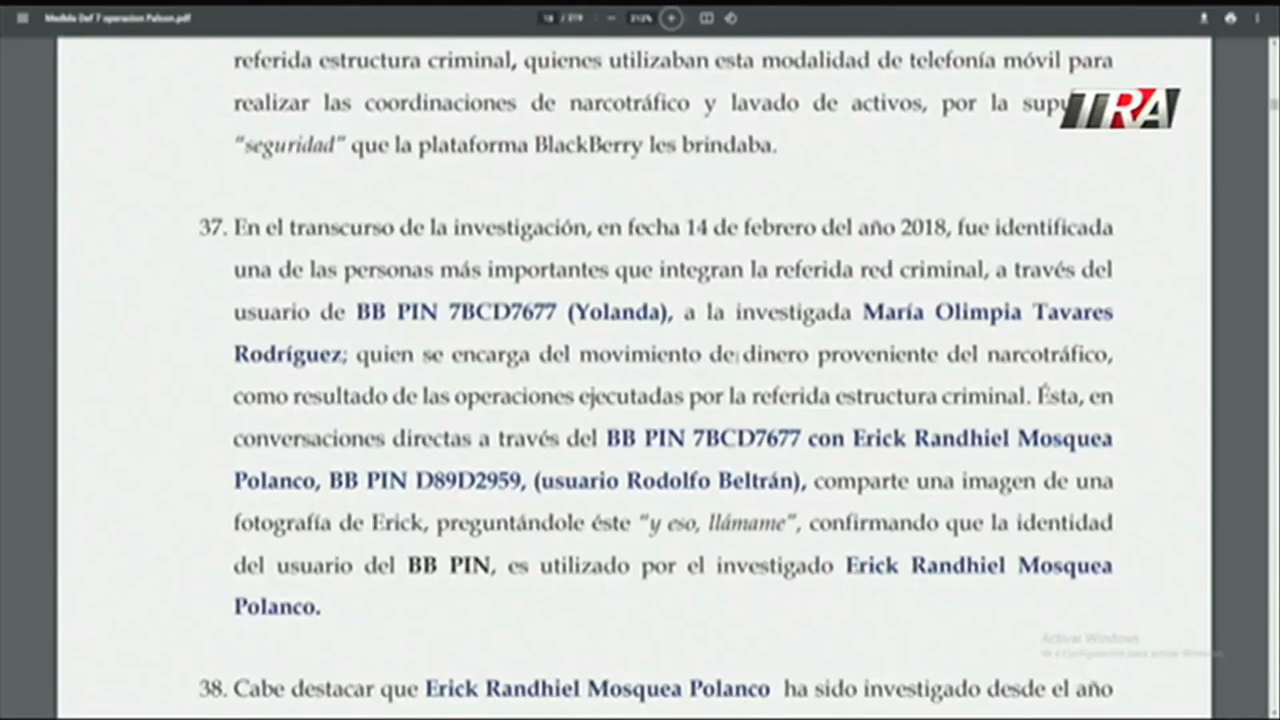 Medida Def 7 operacion Falcon.pdf
referida estructura criminal, quienes utilizaban esta modalidad de telefonía móvil para
realizar las coordinaciones de narcotráfico y lavado de activos, por la
TRA
“seguridad” que la plataforma BlackBerry les brindaba.
37. En el transcurso de la investigación, en fecha 14 de febrero del año 2018, fue identificada
una de las personas más importantes que integran la referida red criminal, a través del
usuario de BB PIN 7BCD7677 (Yolanda), a la investigada María Olimpia Tavares
Rodríguez; quien se encarga del movimiento de dinero proveniente del narcotráfico,
como resultado de las operaciones ejecutadas por la referida estructura criminal. Ésta, en
conversaciones directas a través del BB PIN 7BCD7677 con Erick Randhiel Mosquea
Polanco, BB PIN D89D2959, (usuario Rodolfo Beltrán), comparte una imagen de una
fotografía de Erick, preguntándole éste “y eso, llámame”, confirmando que la identidad
del usuario del BB PIN, es utilizado por el investigado Erick Randhiel Mosquea
Polanco.
Activar Windows
Ve a Configuración para activar Windows.
38. Cabe destacar que Erick Randhiel Mosquea Polanco ha sido investigado desde el año